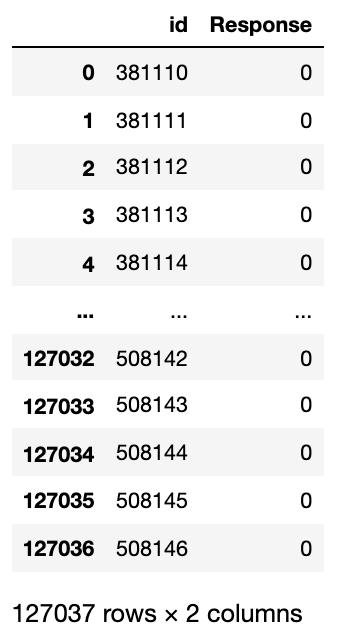 id Response
0 381110 0
1 381111 0
2 381112 0
3 381113 0
4 381114 0
... ... ...
127032 508142 0
127033 508143 0
127034 508144 0
127035 508145 0
127036 508146 0
127037 rows × 2 columns